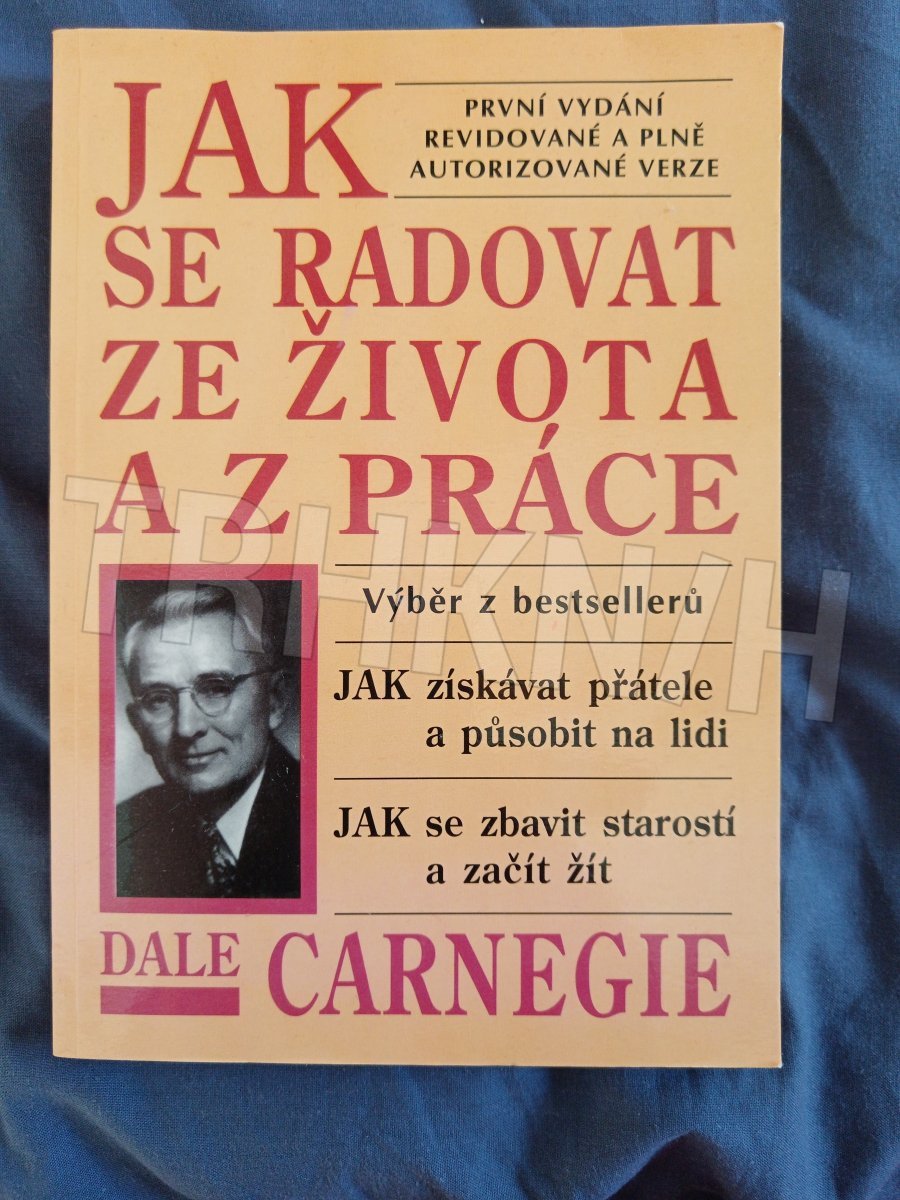 JAK
PRVNÍ VYDÁNÍ
REVIDOVANÉ A PLNĚ
AUTORIZOVANÉ VERZE
SE RADOVAT
ZE ŽIVOTA
A Z PRÁCE
TRHKNIH
Výběr z bestsellerů
JAK získávat přátele
a působit na lidi
JAK se zbavit starostí
a začít žít
DALE CARNEGIE